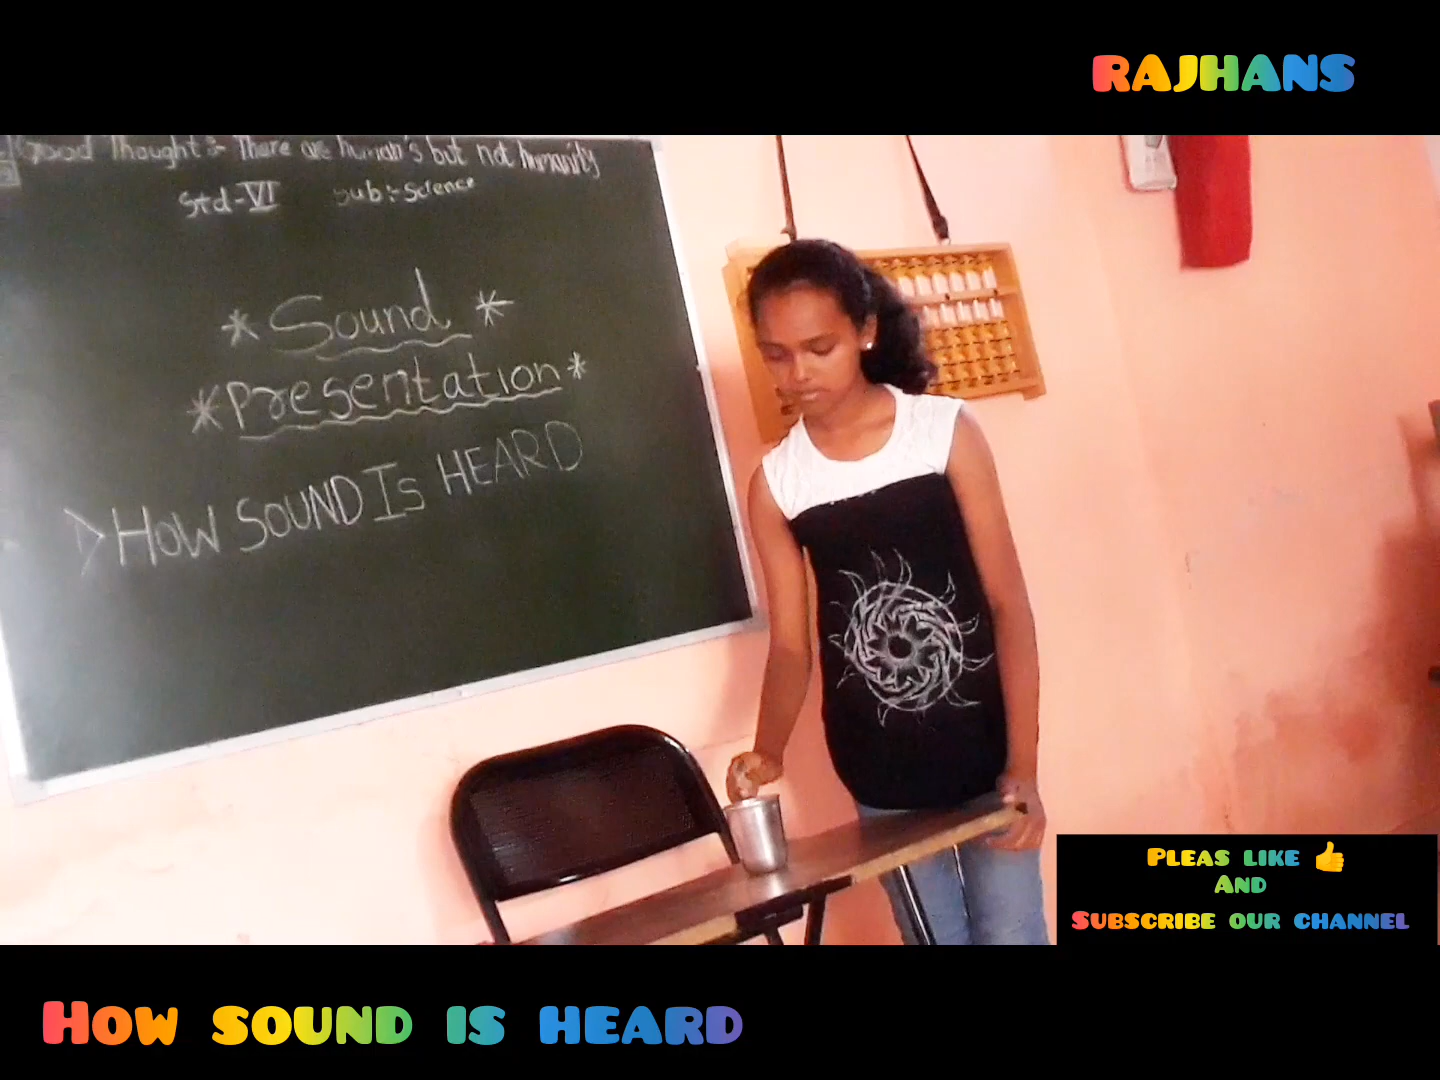 RAJHANS
Good Thought :- There are human's but not humanity
Std-VI Sub:-Science
* Sound *
* Presentation *
> HOW SOUND IS HEARD
PLEAS LIKE 👍
AND
SUBSCRIBE OUR CHANNEL
HOW SOUND IS HEARD